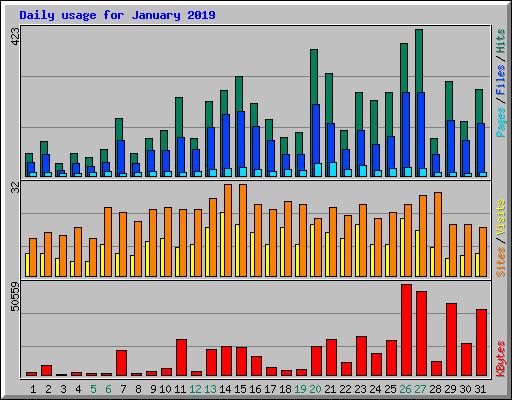 Daily usage for January 2019
423
Pages / Files / Hits
32
Sites / Visits
50559
KBytes
1 2 3 4 5 6 7 8 9 10 11 12 13 14 15 16 17 18 19 20 21 22 23 24 25 26 27 28 29 30 31